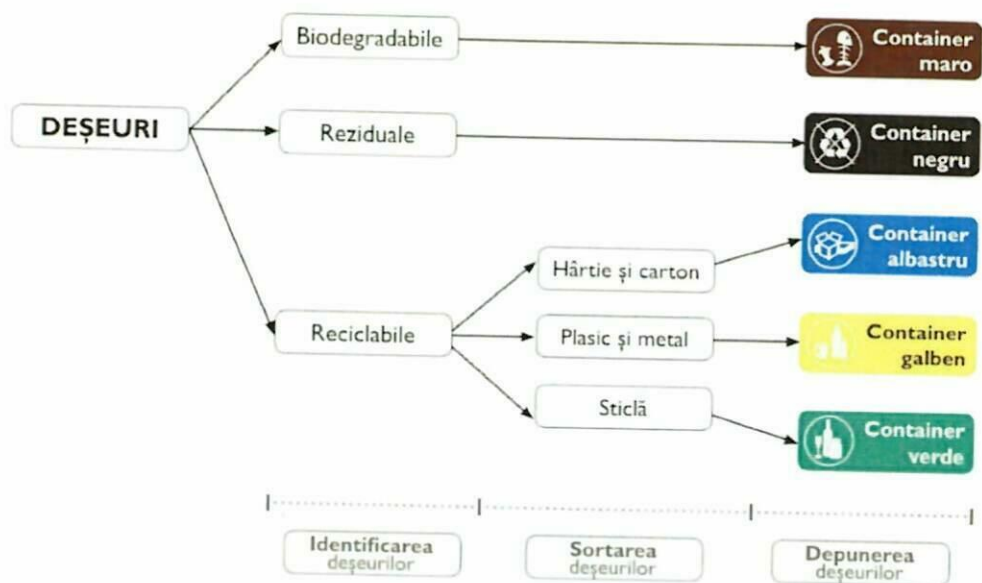 DEȘEURI
Biodegradabile
Container
maro
Reziduale
Container
negru
Reciclabile
Hârtie și carton
Container
albastru
Plasic și metal
Container
galben
Sticlă
Container
verde
Identificarea
deșeurilor
Sortarea
deșeurilor
Depunerea
deșeurilor